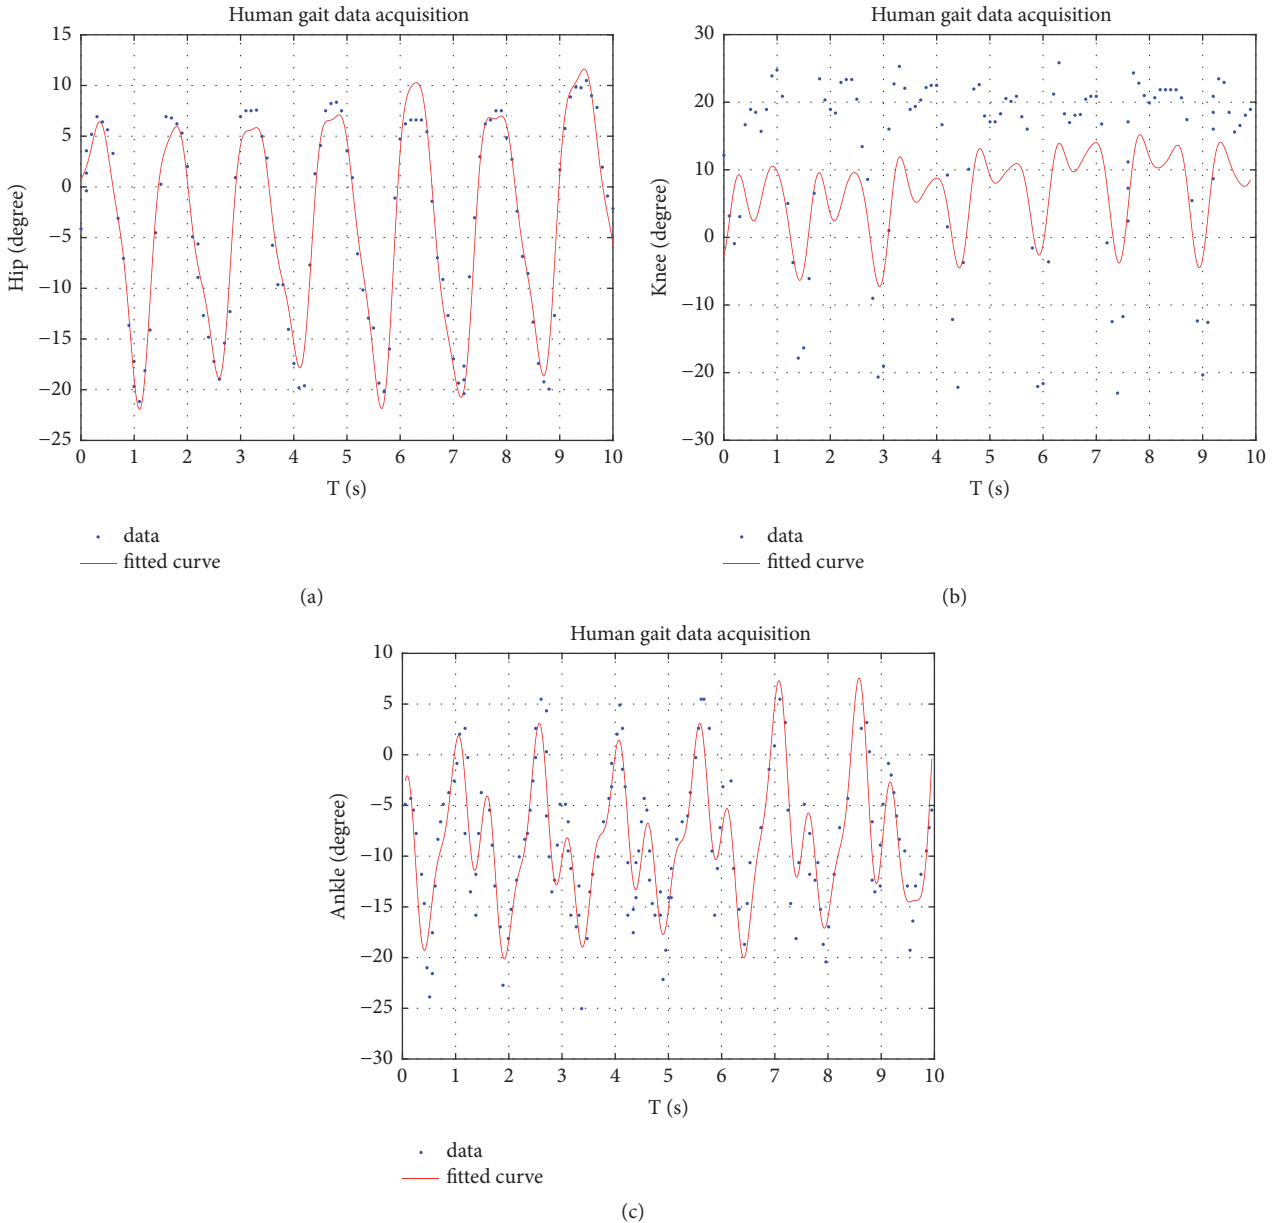 Human gait data acquisition
15
10
5
0
−5
−10
−15
−20
−25
Hip (degree)
0 1 2 3 4 5 6 7 8 9 10
T (s)
data
fitted curve
(a)
Human gait data acquisition
30
20
10
0
−10
−20
−30
Knee (degree)
0 1 2 3 4 5 6 7 8 9 10
T (s)
data
fitted curve
(b)
Human gait data acquisition
10
5
0
−5
−10
−15
−20
−25
−30
Ankle (degree)
0 1 2 3 4 5 6 7 8 9 10
T (s)
data
fitted curve
(c)